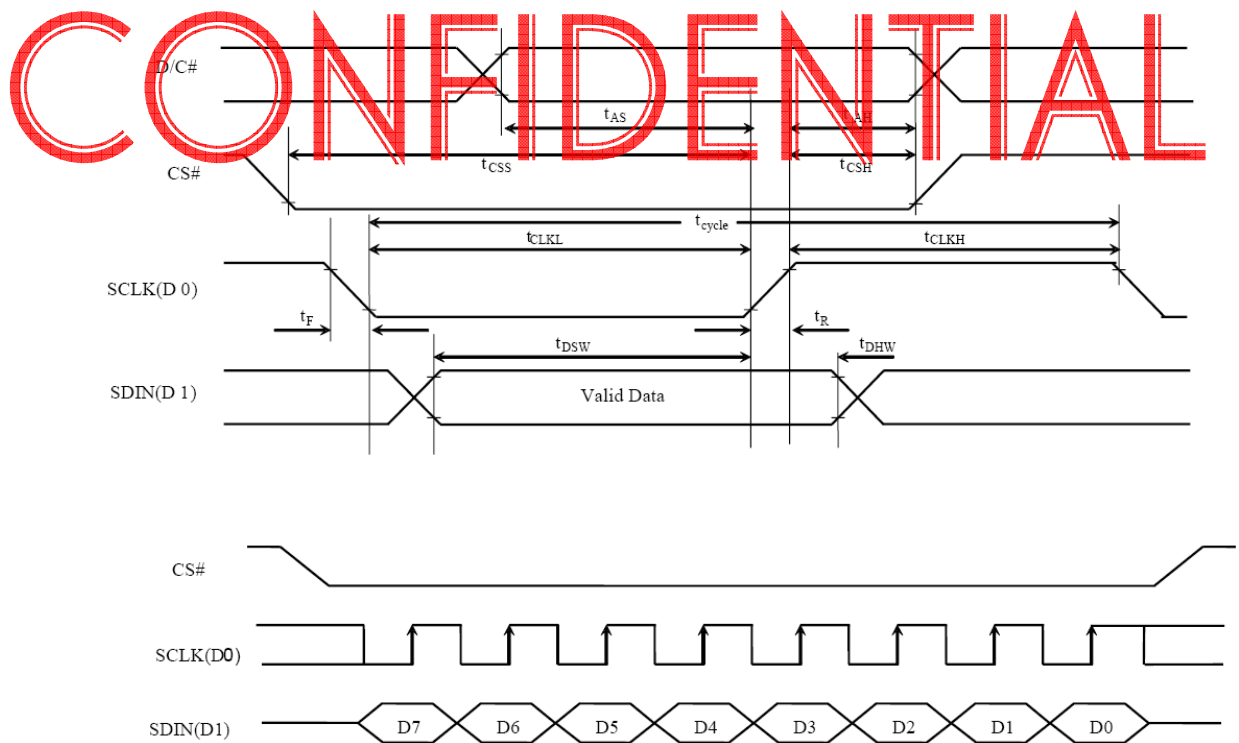 CONFIDENTIAL
D/C#
tAS
tAH
tCSS
tCSH
CS#
tcycle
tCLKL
tCLKH
SCLK(D 0)
tF
tR
tDSW
tDHW
SDIN(D 1)
Valid Data
CS#
SCLK(D0)
SDIN(D1)
D7 D6 D5 D4 D3 D2 D1 D0